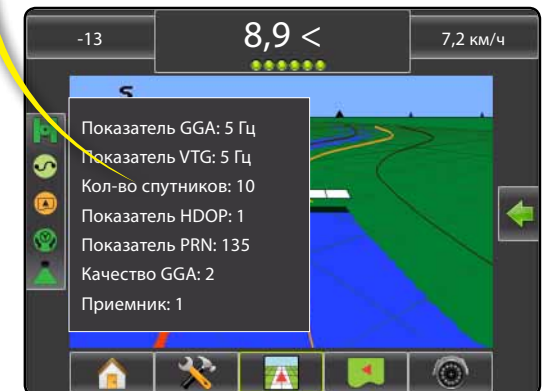 -13
8,9 <
7,2 км/ч
S
Показатель GGA: 5 Гц
Показатель VTG: 5 Гц
Кол-во спутников: 10
Показатель HDOP: 1
Показатель PRN: 135
Качество GGA: 2
Приемник: 1